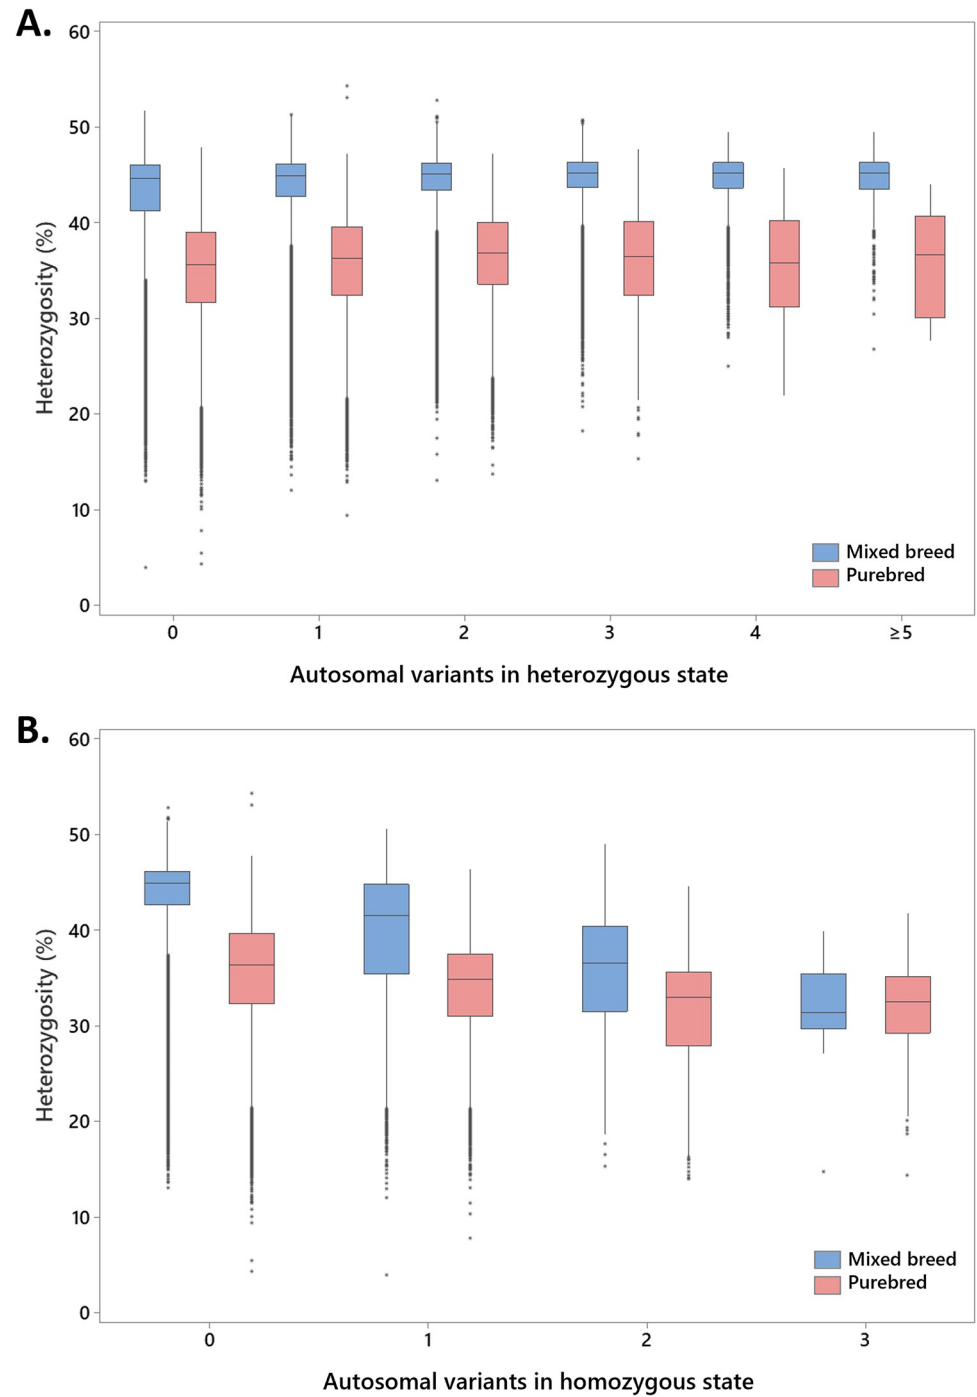 A.
60
50
40
30
20
10
0
Heterozygosity (%)
Mixed breed
Purebred
0 1 2 3 4 ≥5
Autosomal variants in heterozygous state
B.
60
50
40
30
20
10
0
Heterozygosity (%)
Mixed breed
Purebred
0 1 2 3
Autosomal variants in homozygous state